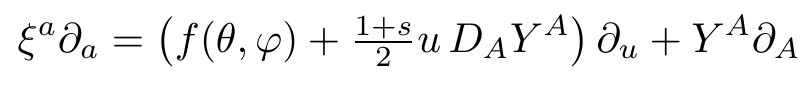 ξ^a ∂_a = (f(θ, φ) + \frac{1+s}{2} u D_A Y^A) ∂_u + Y^A ∂_A